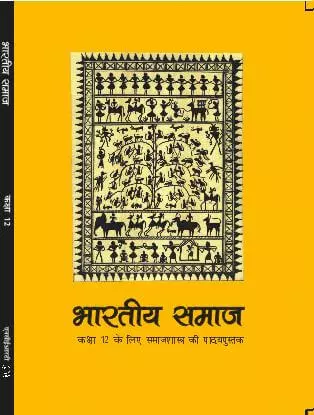 भारतीय समाज
कक्षा 12 के लिए समाजशास्त्र की पाठ्यपुस्तक
भारतीय समाज
कक्षा 12